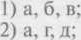 1) а, б, в;
2) а, г, д;